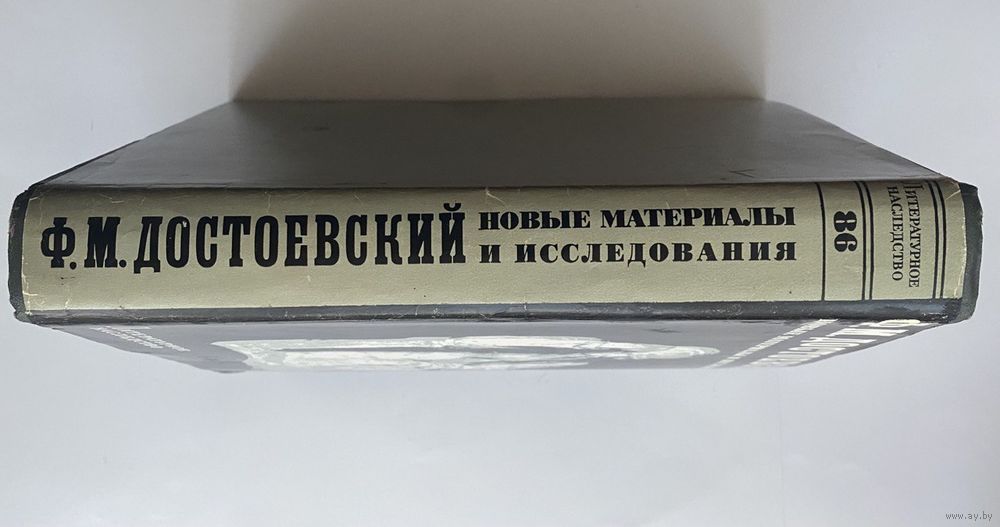 Ф.М.ДОСТОЕВСКИЙ
НОВЫЕ МАТЕРИАЛЫ
И ИССЛЕДОВАНИЯ
86
ЛИТЕРАТУРНОЕ
НАСЛЕДСТВО
www.ay.by